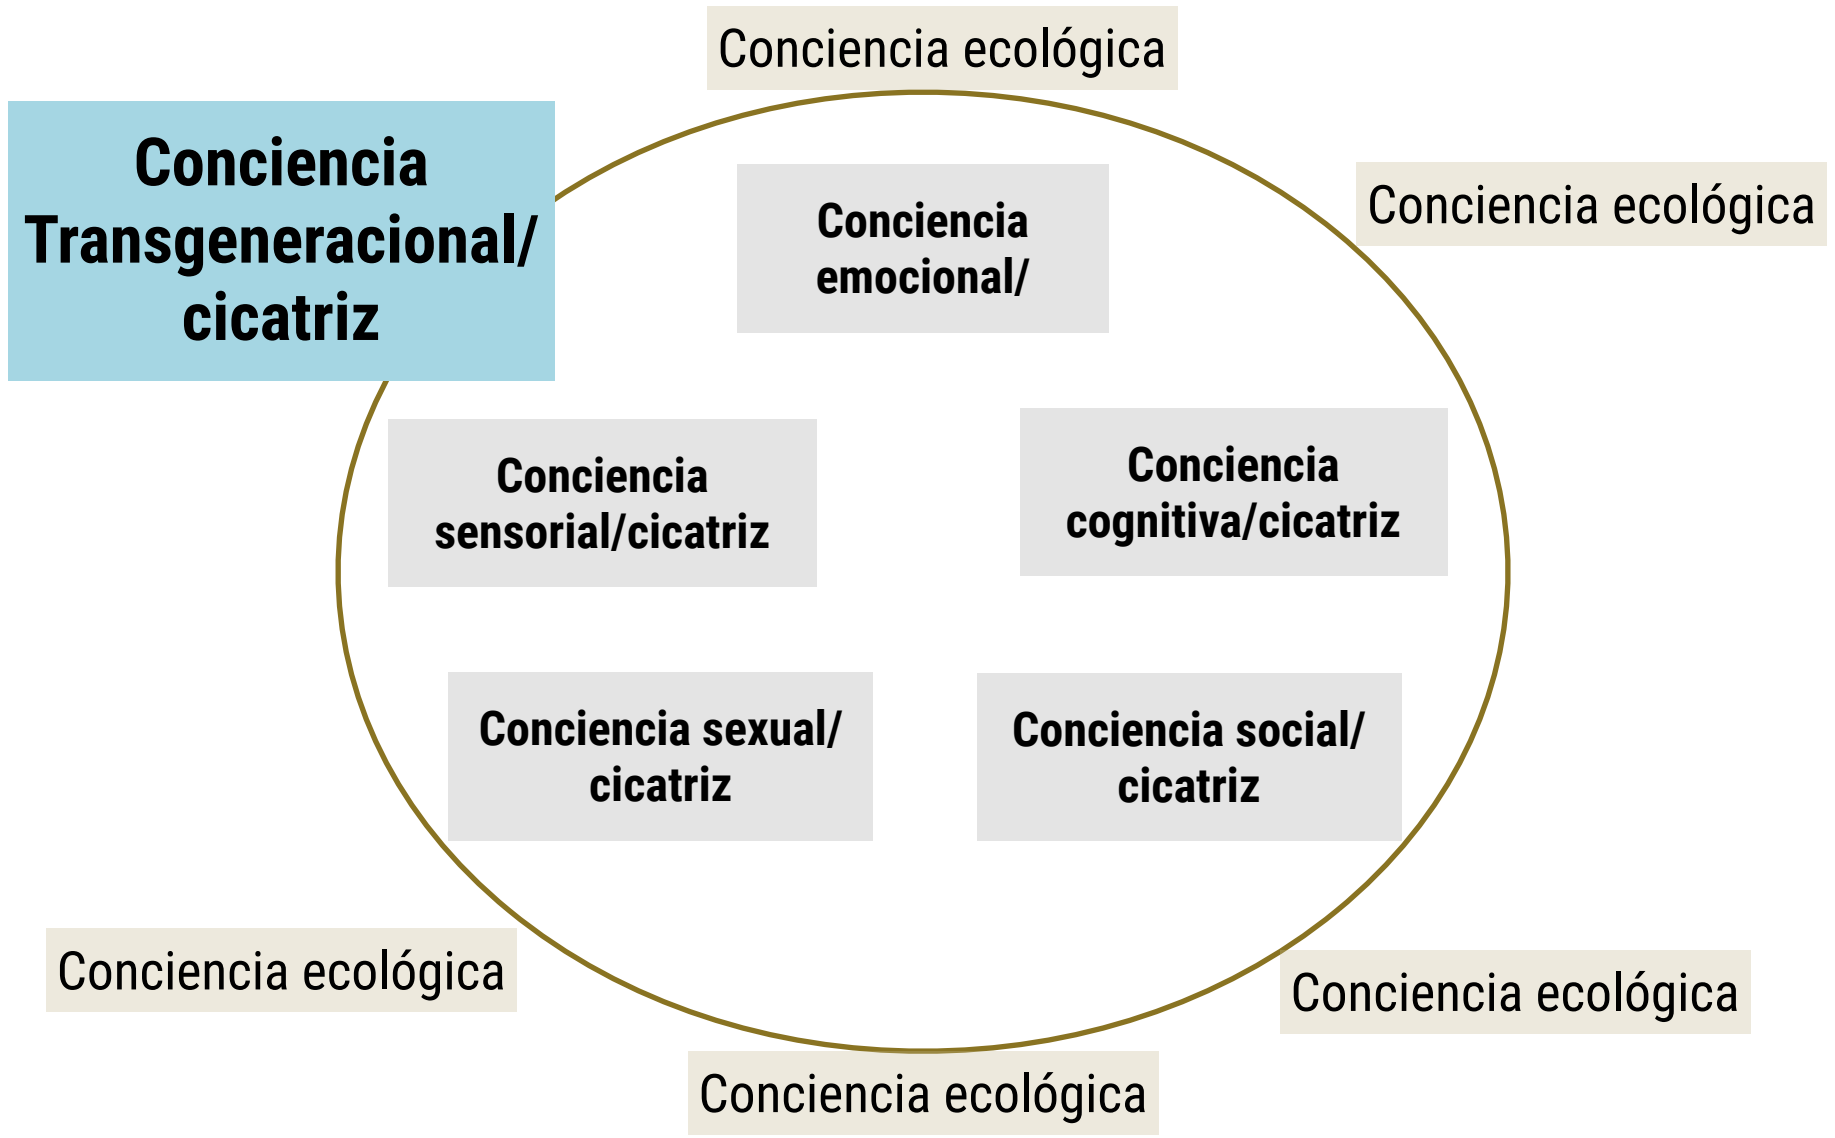 Conciencia ecológica
Conciencia
Transgeneracional/
cicatriz
Conciencia
emocional/
Conciencia ecológica
Conciencia
sensorial/cicatriz
Conciencia
cognitiva/cicatriz
Conciencia sexual/
cicatriz
Conciencia social/
cicatriz
Conciencia ecológica
Conciencia ecológica
Conciencia ecológica